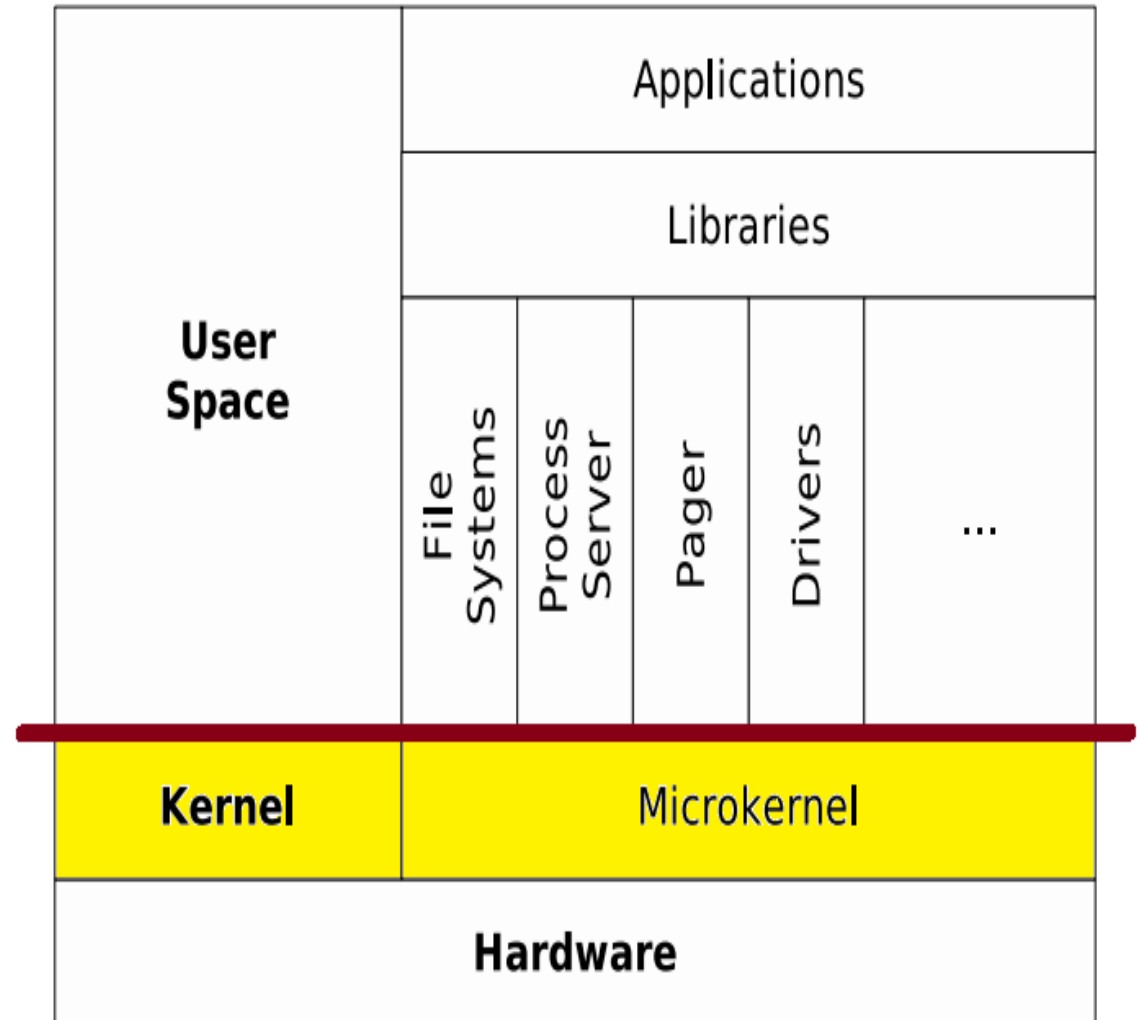 Applications
Libraries
User
Space
File
Systems
Process
Server
Pager
Drivers
...
Kernel
Microkernel
Hardware